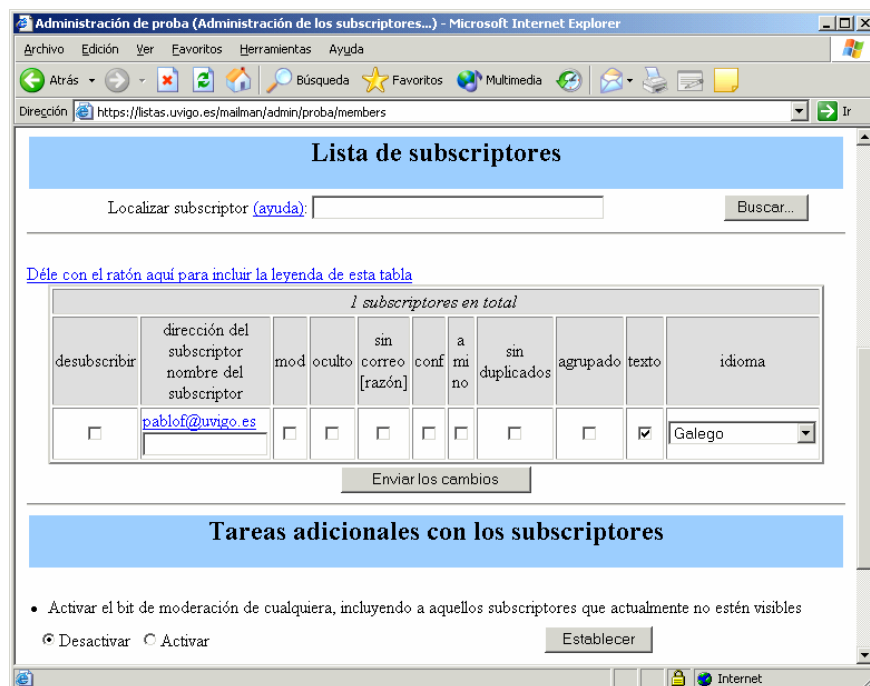 Administración de proba (Administración de los subscriptores...) - Microsoft Internet Explorer
Archivo Edición Ver Favoritos Herramientas Ayuda
Atrás Búsqueda Favoritos Multimedia
Dirección https://listas.uvigo.es/mailman/admin/proba/members Ir
Lista de subscriptores
Localizar subscriptor (ayuda): Buscar...
Déle con el ratón aquí para incluir la leyenda de esta tabla
1 subscriptores en total
desubscribir
dirección del
subscriptor
nombre del
subscriptor
mod
oculto
sin
correo
[razón]
conf
a
mi
no
sin
duplicados
agrupado
texto
idioma
pablof@uvigo.es
Galego
Enviar los cambios
Tareas adicionales con los subscriptores
• Activar el bit de moderación de cualquiera, incluyendo a aquellos subscriptores que actualmente no estén visibles
Desactivar Activar Establecer
Internet